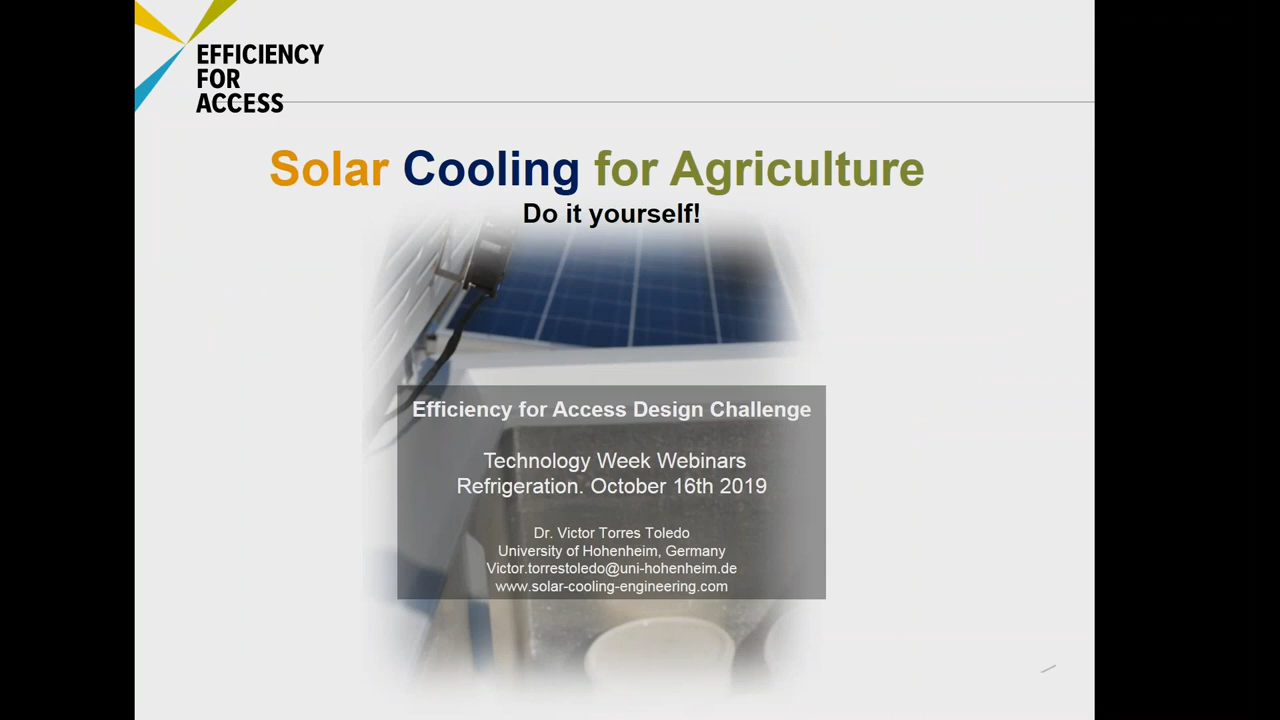 EFFICIENCY
FOR
ACCESS
Solar Cooling for Agriculture
Do it yourself!
Efficiency for Access Design Challenge
Technology Week Webinars
Refrigeration. October 16th 2019
Dr. Victor Torres Toledo
University of Hohenheim, Germany
Victor.torrestoledo@uni-hohenheim.de
www.solar-cooling-engineering.com